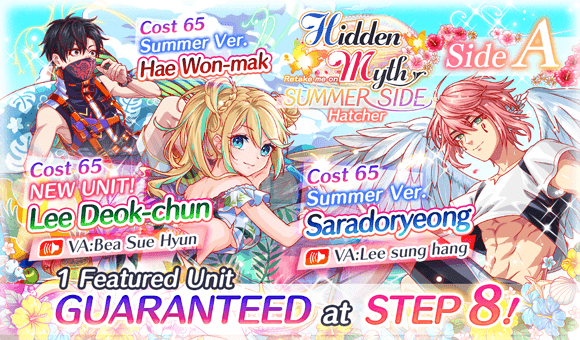 Cost 65
Summer Ver.
Hae Won-mak
Hidden
Retake me on
Myth
SUMMER SIDE
Hatcher
Side A
Cost 65
NEW UNIT!
Lee Deok-chun
VA:Bea Sue Hyun
Cost 65
Summer Ver.
Saradoryeong
VA:Lee sung hang
1 Featured Unit
GUARANTEED at STEP 8!